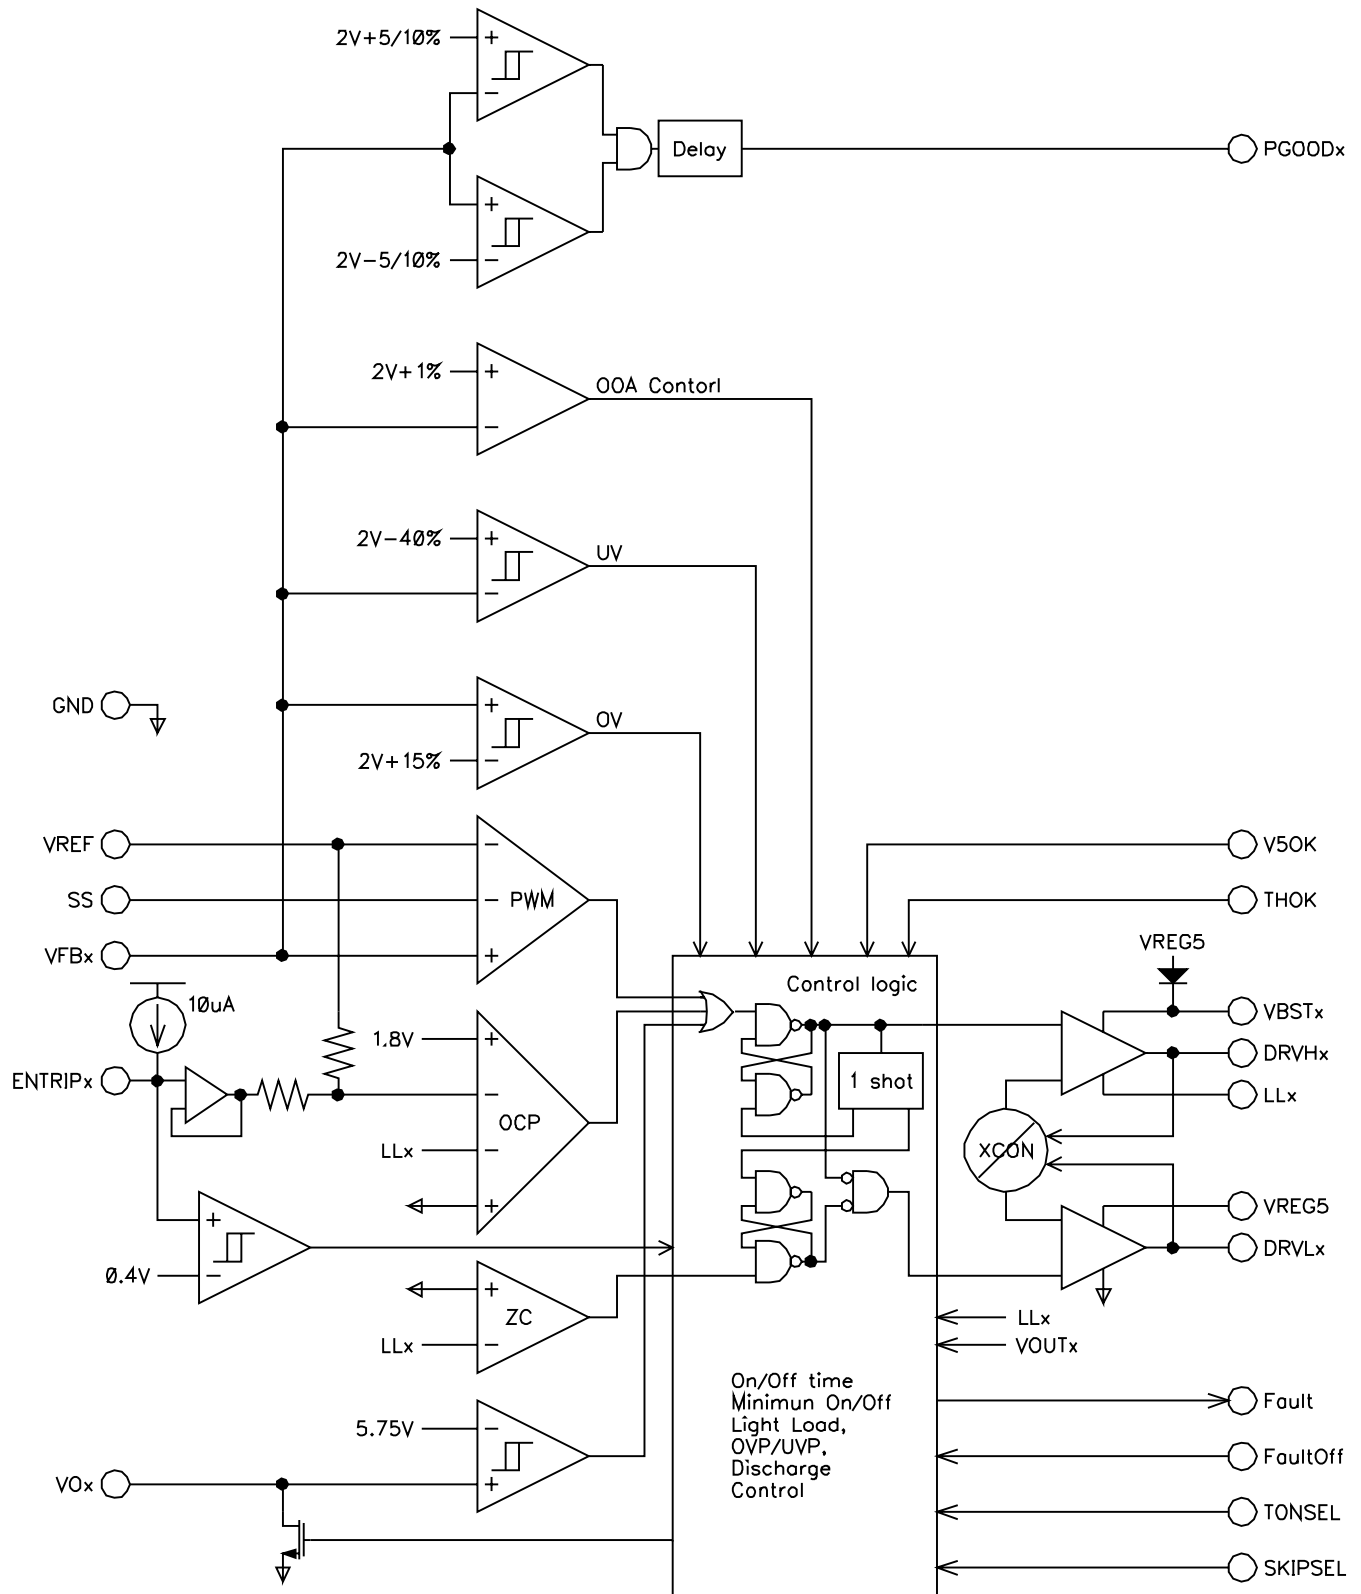 2V+5/10%
+
−
Delay
PGOODx
+
2V−5/10%
−
2V+1%
+
OOA Contorl
−
2V−40%
+
UV
−
GND
+
OV
2V+15%
−
VREF
−
V5OK
SS
− PWM
THOK
VFBx
+
VREG5
Control logic
10uA
VBSTx
1.8V
+
DRVHx
ENTRIPx
1 shot
−
LLx
OCP
LLx
−
XCON
+
VREG5
+
0.4V
−
DRVLx
+
ZC
LLx
LLx
−
VOUTx
On/Off time
Minimun On/Off
Light Load,
OVP/UVP,
Discharge
Control
Fault
5.75V
−
FaultOff
VOx
+
TONSEL
SKIPSEL